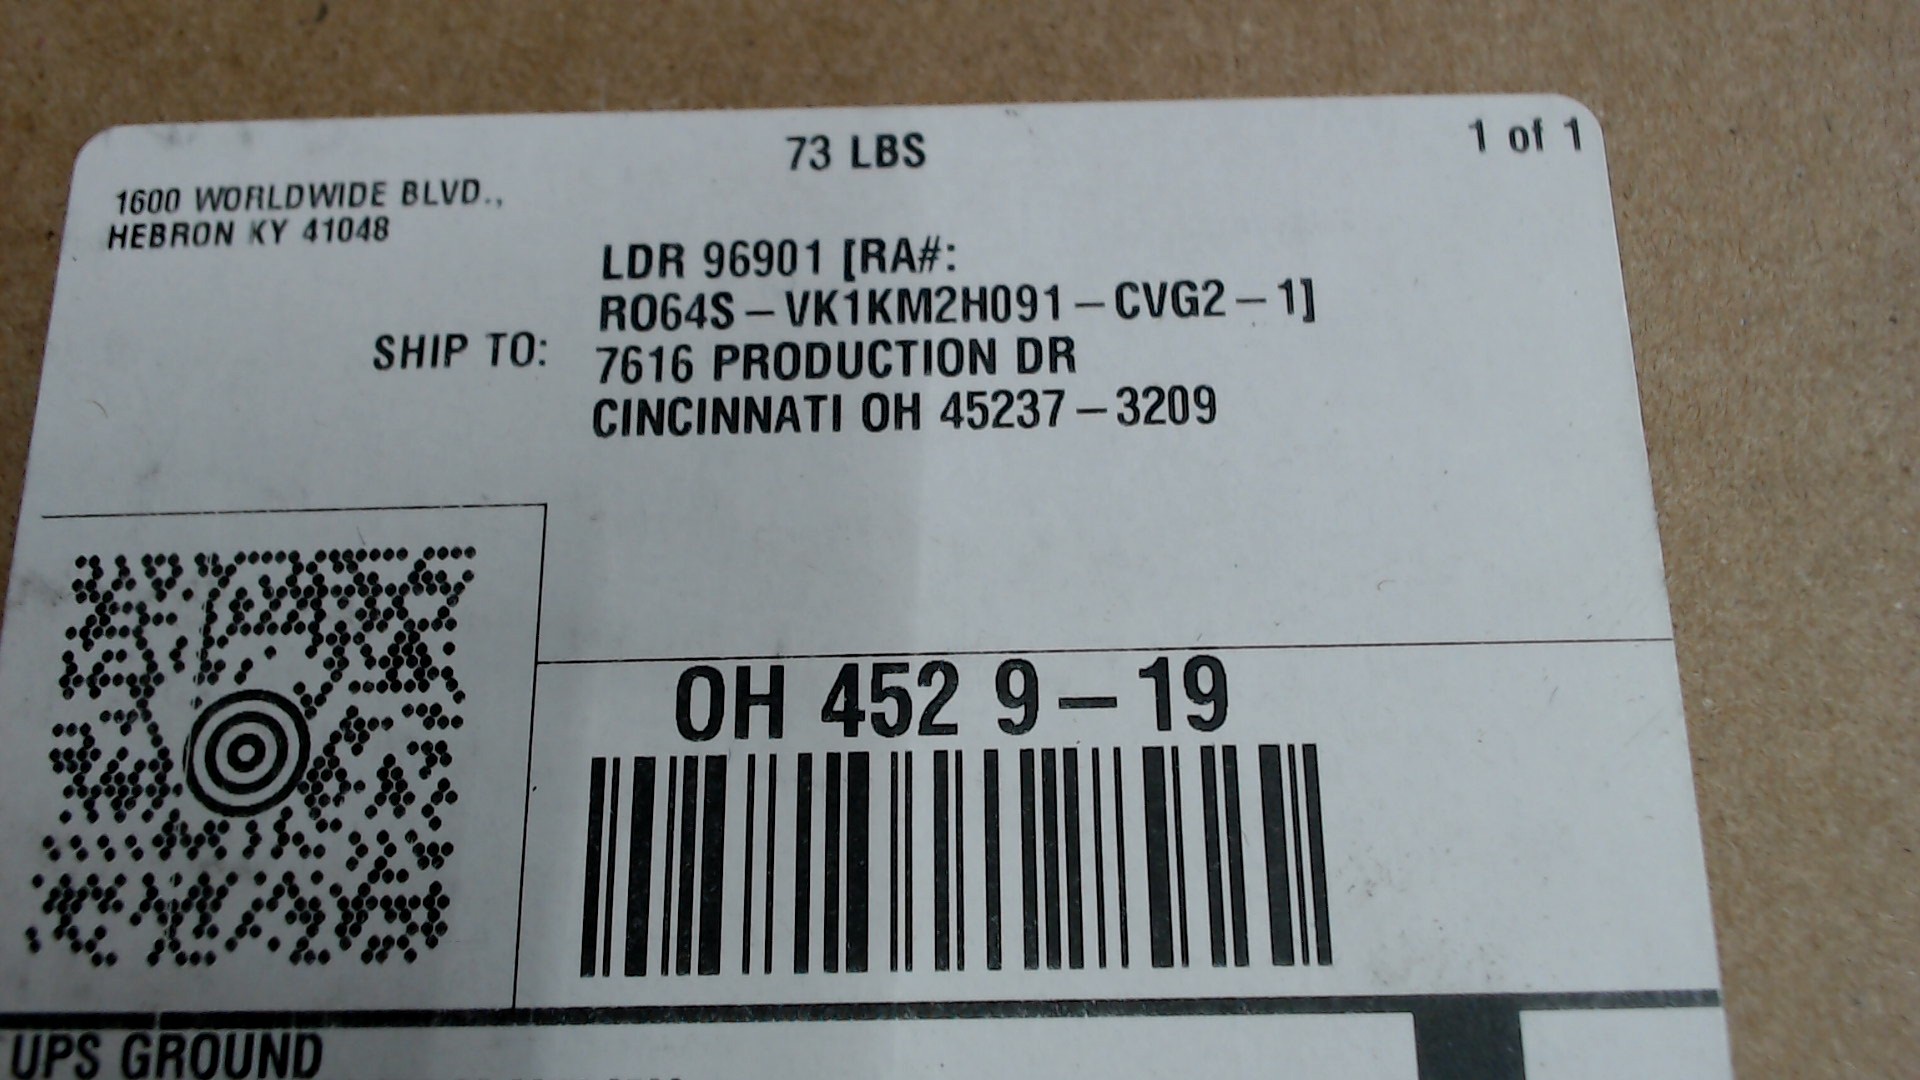 73 LBS
1 of 1
1600 WORLDWIDE BLVD.,
HEBRON KY 41048
LDR 96901 [RA#:
RO64S-VK1KM2H091-CVG2-1]
SHIP TO: 7616 PRODUCTION DR
CINCINNATI OH 45237-3209
OH 452 9-19
UPS GROUND